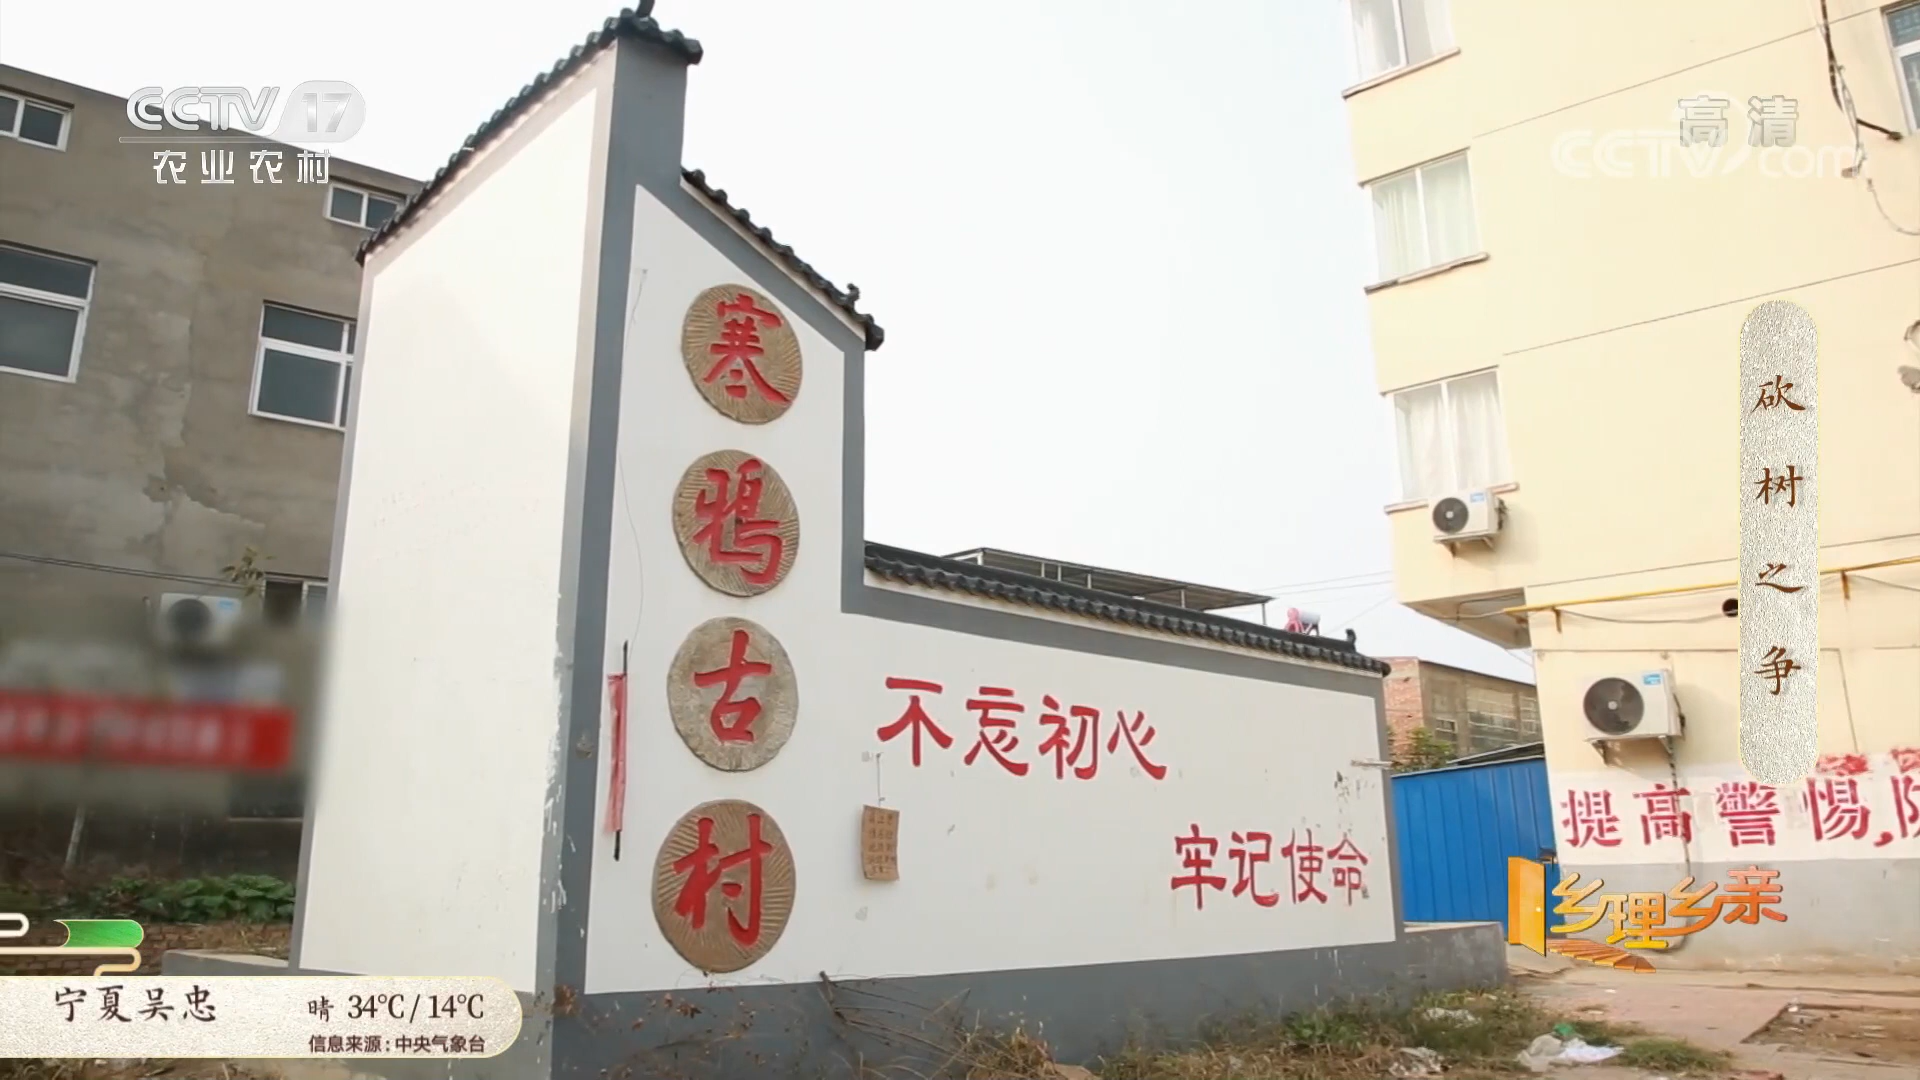 CCTV 17
农业农村
高清
CCTV.com
寒鸦古村
不忘初心
牢记使命
砍树之争
提高警惕,防
乡理乡亲
宁夏吴忠
晴 34℃/14℃
信息来源:中央气象台